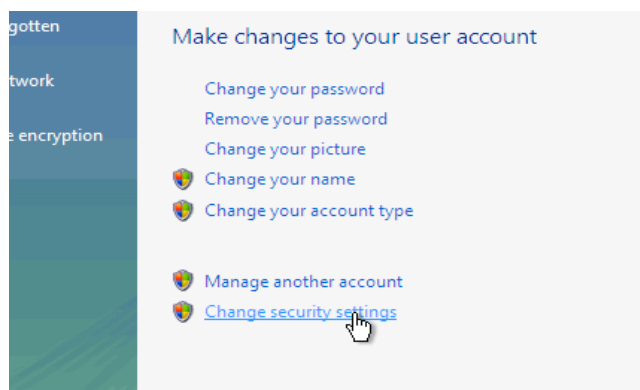 gotten
twork
e encryption
Make changes to your user account
Change your password
Remove your password
Change your picture
Change your name
Change your account type
Manage another account
Change security settings